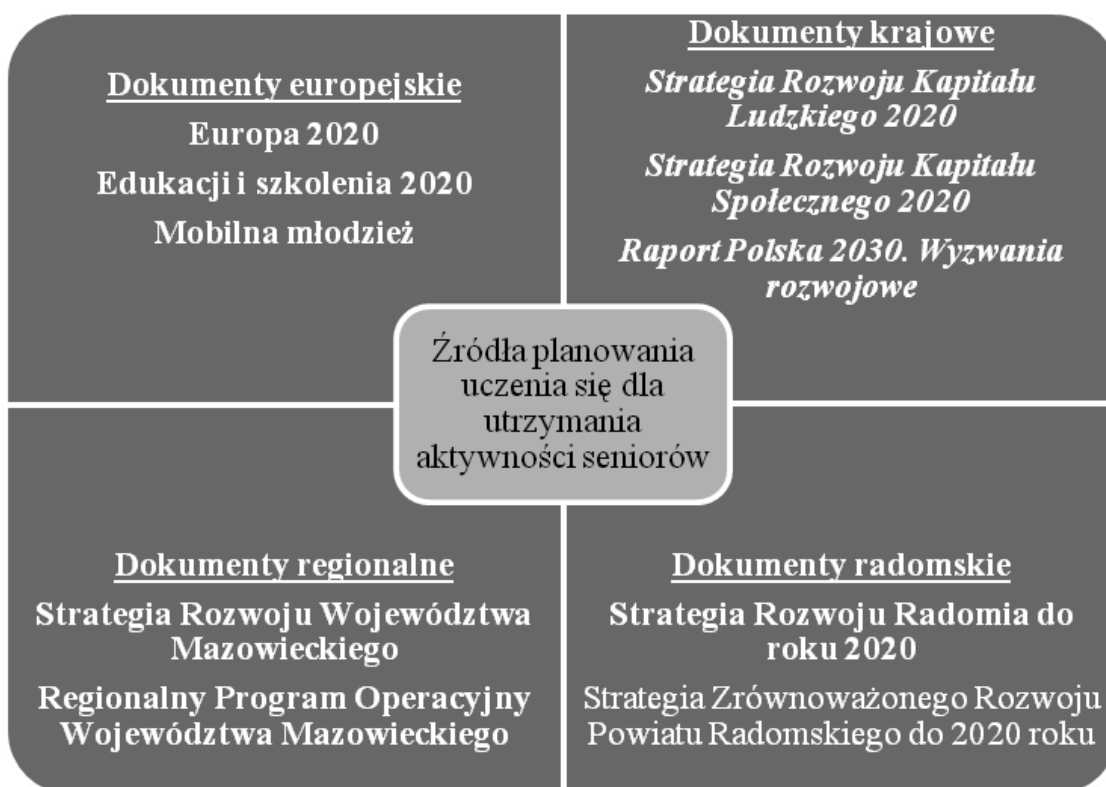 Dokumenty europejskie
Europa 2020
Edukacji i szkolenia 2020
Mobilna młodzież
Dokumenty krajowe
Strategia Rozwoju Kapitału
Ludzkiego 2020
Strategia Rozwoju Kapitału
Społecznego 2020
Raport Polska 2030. Wyzwania
rozwojowe
Źródła planowania
uczenia się dla
utrzymania
aktywności seniorów
Dokumenty regionalne
Strategia Rozwoju Województwa
Mazowieckiego
Regionalny Program Operacyjny
Województwa Mazowieckiego
Dokumenty radomskie
Strategia Rozwoju Radomia do
roku 2020
Strategia Zrównoważonego Rozwoju
Powiatu Radomskiego do 2020 roku